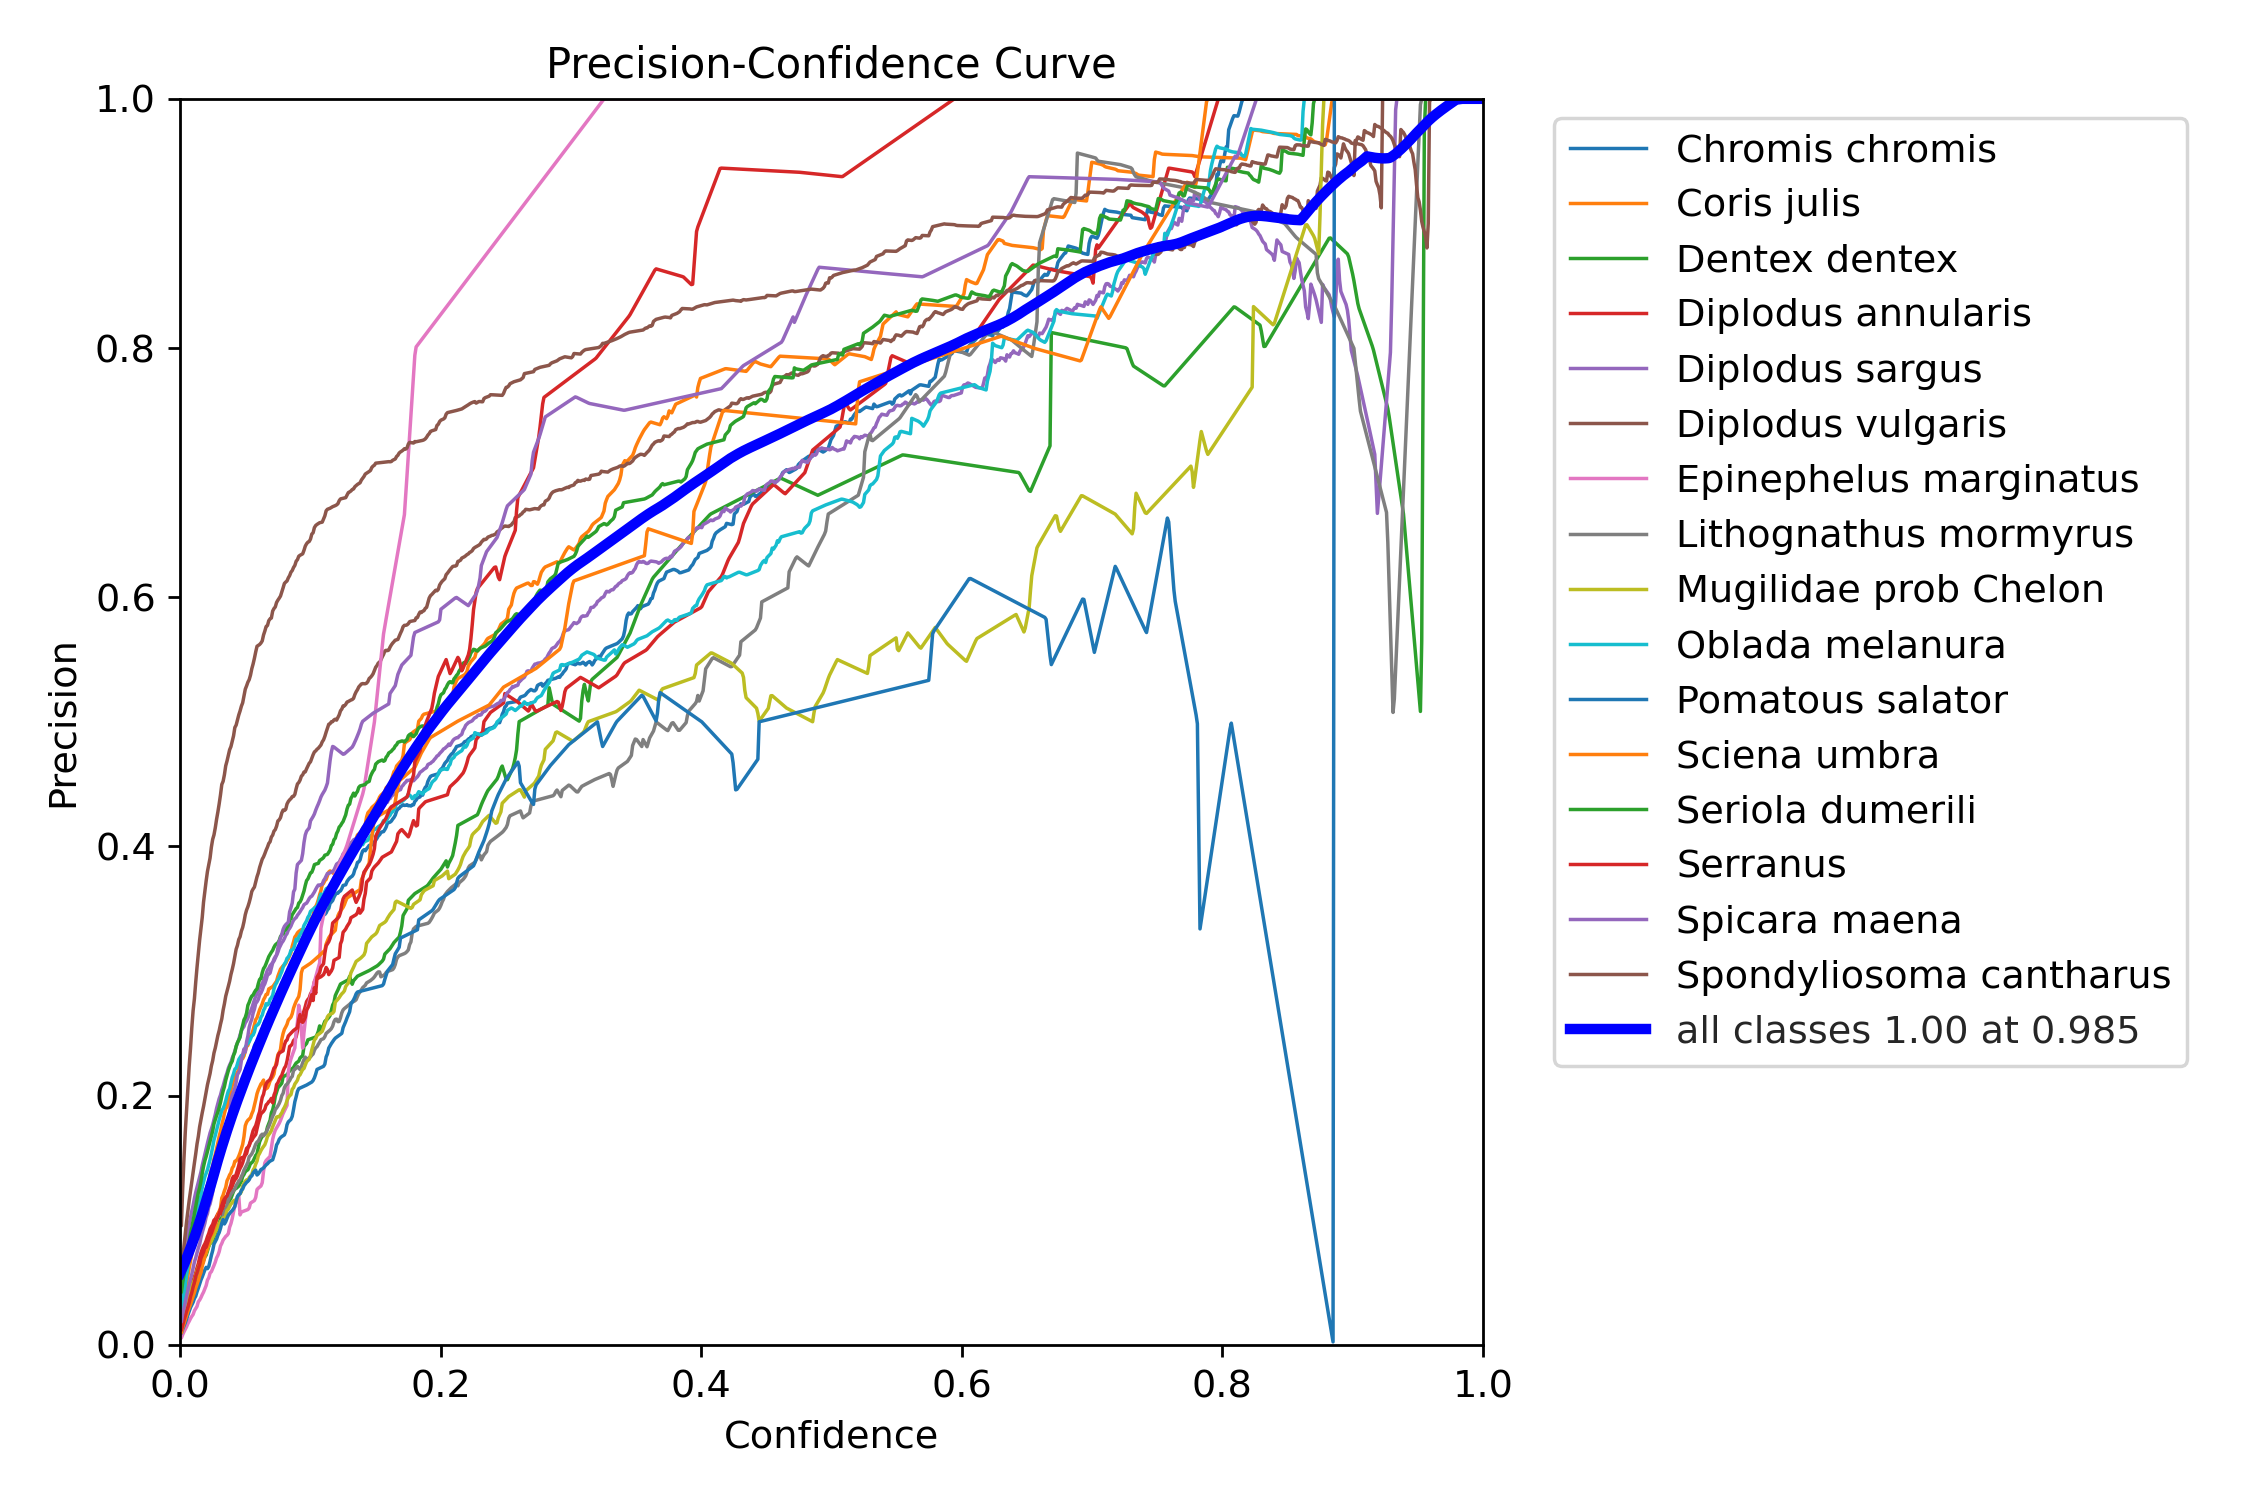 Precision-Confidence Curve
1.0
0.8
0.6
0.4
0.2
0.0
Precision
0.0 0.2 0.4 0.6 0.8 1.0
Confidence
Chromis chromis
Coris julis
Dentex dentex
Diplodus annularis
Diplodus sargus
Diplodus vulgaris
Epinephelus marginatus
Lithognathus mormyrus
Mugilidae prob Chelon
Oblada melanura
Pomatous salator
Sciena umbra
Seriola dumerili
Serranus
Spicara maena
Spondyliosoma cantharus
all classes 1.00 at 0.985